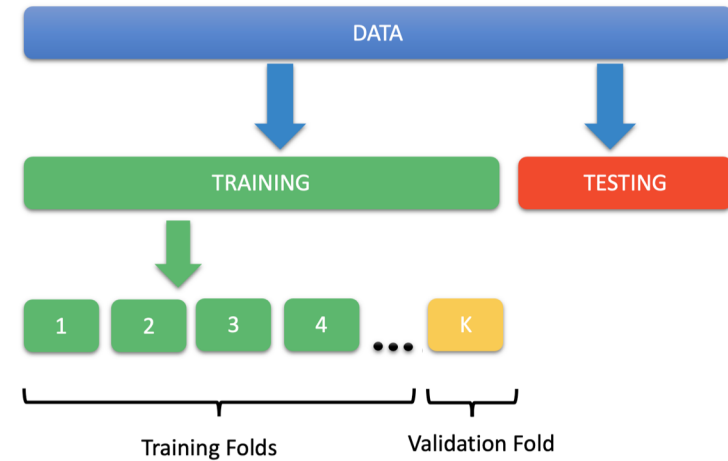 DATA
TRAINING
TESTING
1 2 3 4 ... K
Training Folds
Validation Fold